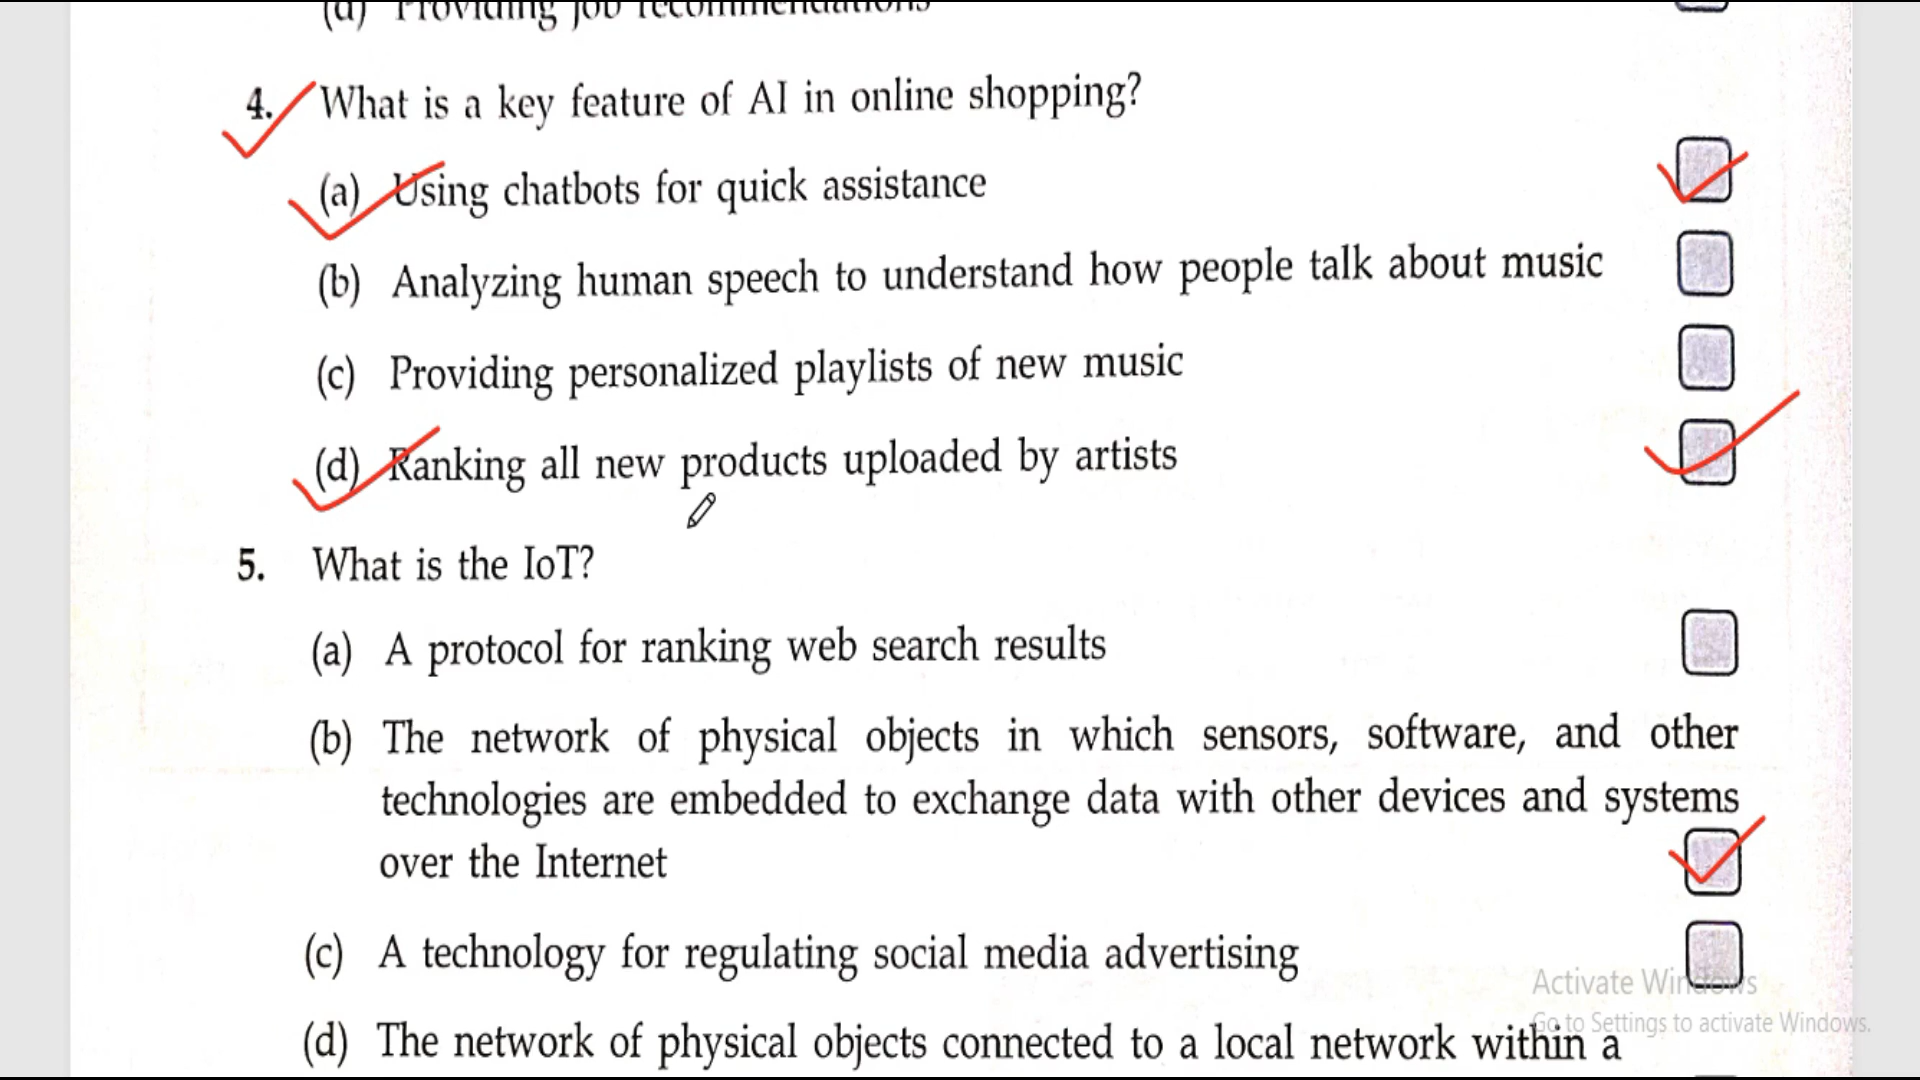 (d) Providing job recommendations
4. What is a key feature of AI in online shopping?
(a) Using chatbots for quick assistance
(b) Analyzing human speech to understand how people talk about music
(c) Providing personalized playlists of new music
(d) Ranking all new products uploaded by artists
5. What is the IoT?
(a) A protocol for ranking web search results
(b) The network of physical objects in which sensors, software, and other
technologies are embedded to exchange data with other devices and systems
over the Internet
(c) A technology for regulating social media advertising
(d) The network of physical objects connected to a local network within a
Activate Windows
Go to Settings to activate Windows.